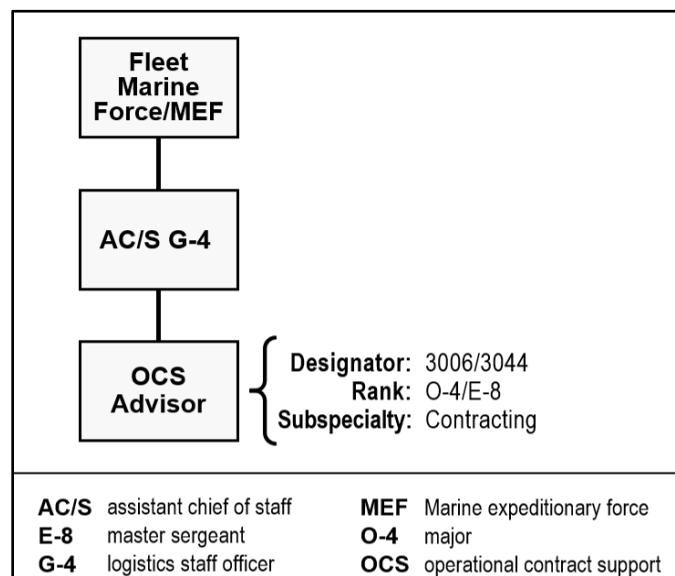 Fleet
Marine
Force/MEF
AC/S G-4
OCS
Advisor
Designator: 3006/3044
Rank: O-4/E-8
Subspecialty: Contracting
AC/S assistant chief of staff
E-8 master sergeant
G-4 logistics staff officer
MEF Marine expeditionary force
O-4 major
OCS operational contract support